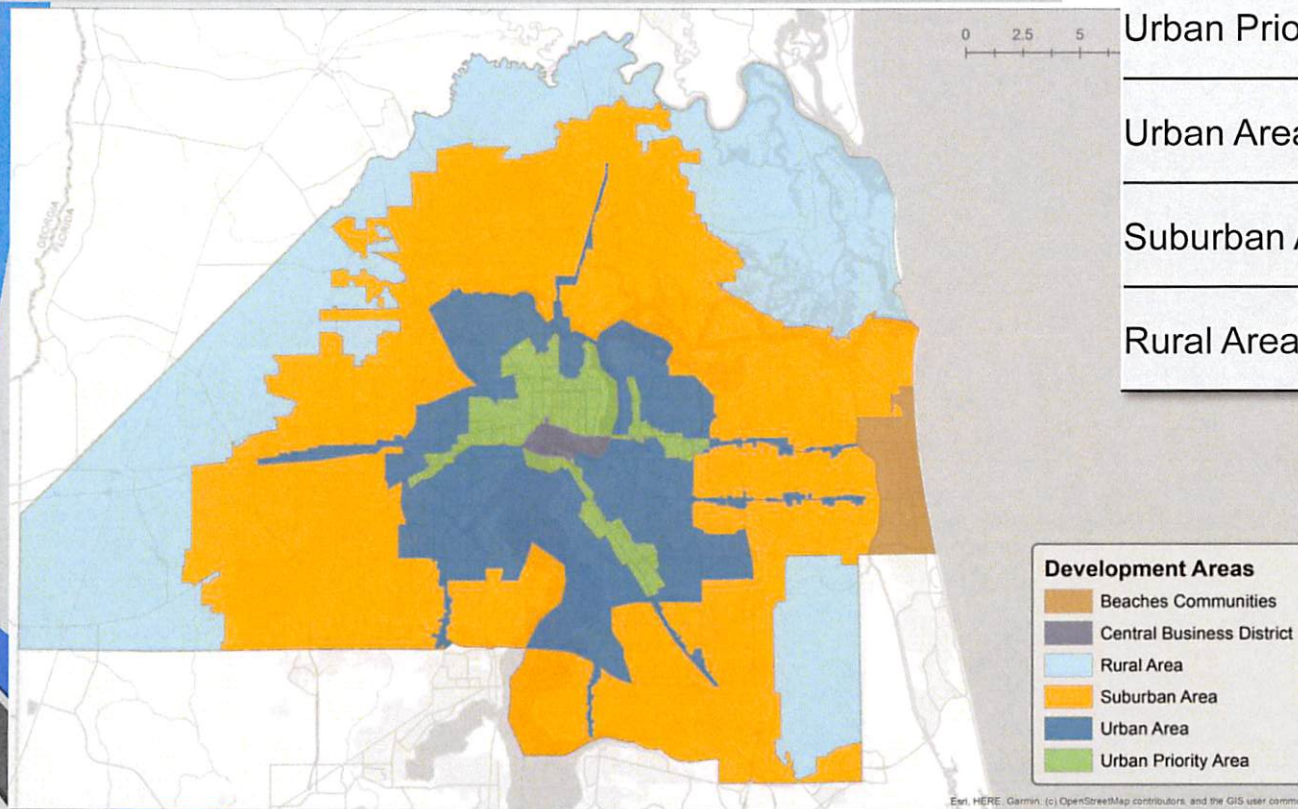 0 2.5 5
Urban Prio
Urban Area
Suburban A
Rural Area
GEORGIA
FLORIDA
Development Areas
Beaches Communities
Central Business District
Rural Area
Suburban Area
Urban Area
Urban Priority Area
Esri, HERE, Garmin, (c) OpenStreetMap contributors, and the GIS user comm